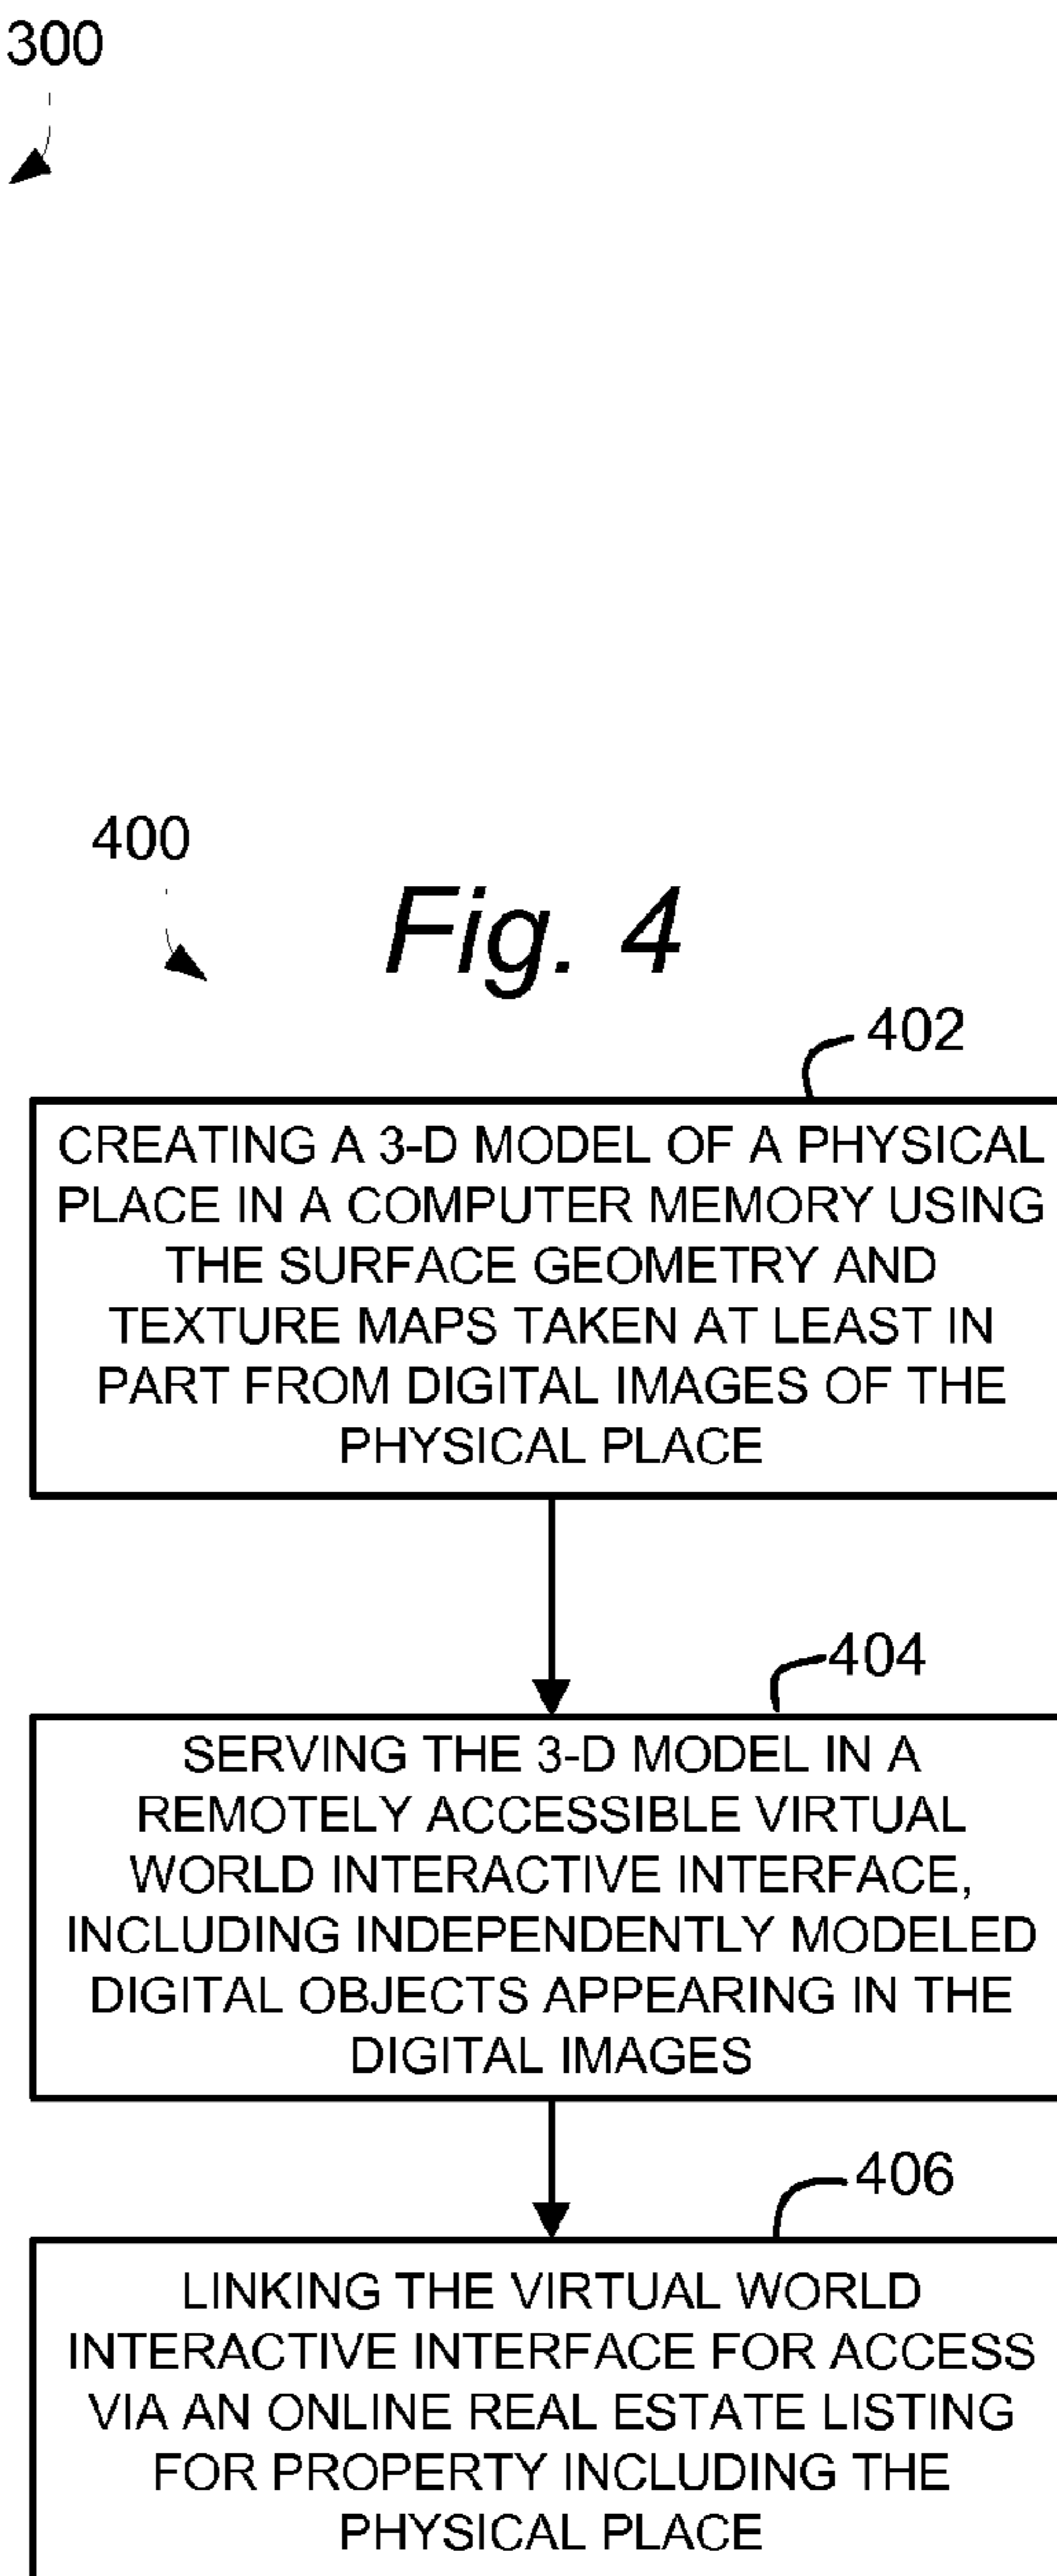 300
400
Fig. 4
402
CREATING A 3-D MODEL OF A PHYSICAL
PLACE IN A COMPUTER MEMORY USING
THE SURFACE GEOMETRY AND
TEXTURE MAPS TAKEN AT LEAST IN
PART FROM DIGITAL IMAGES OF THE
PHYSICAL PLACE
404
SERVING THE 3-D MODEL IN A
REMOTELY ACCESSIBLE VIRTUAL
WORLD INTERACTIVE INTERFACE,
INCLUDING INDEPENDENTLY MODELED
DIGITAL OBJECTS APPEARING IN THE
DIGITAL IMAGES
406
LINKING THE VIRTUAL WORLD
INTERACTIVE INTERFACE FOR ACCESS
VIA AN ONLINE REAL ESTATE LISTING
FOR PROPERTY INCLUDING THE
PHYSICAL PLACE